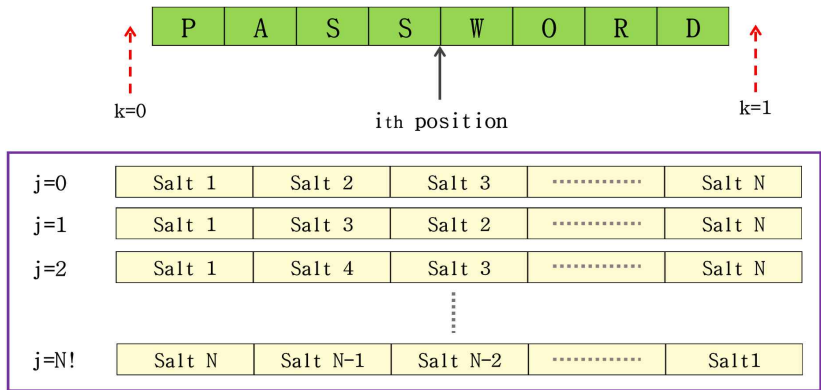 P A S S W O R D
k=0 k=1
ith position
j=0 Salt 1 Salt 2 Salt 3 Salt N
j=1 Salt 1 Salt 3 Salt 2 Salt N
j=2 Salt 1 Salt 4 Salt 3 Salt N
j=N! Salt N Salt N-1 Salt N-2 Salt1